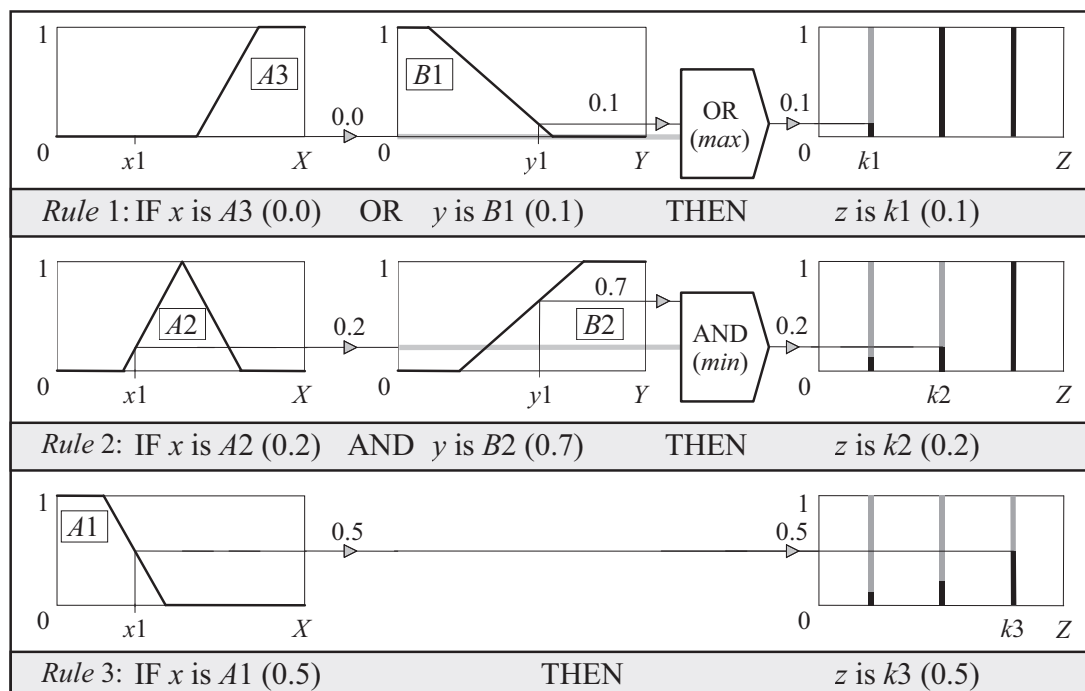 1 A3 B1 1 0.1 OR (max) 0.1 1
0.0
0 x1 X 0 y1 Y 0 k1 Z
Rule 1: IF x is A3 (0.0) OR y is B1 (0.1) THEN z is k1 (0.1)
1 A2 0.2 1 0.7 B2 AND (min) 0.2 1
0 x1 X 0 y1 Y 0 k2 Z
Rule 2: IF x is A2 (0.2) AND y is B2 (0.7) THEN z is k2 (0.2)
1 A1 0.5 0.5 1
0 x1 X 0 k3 Z
Rule 3: IF x is A1 (0.5) THEN z is k3 (0.5)